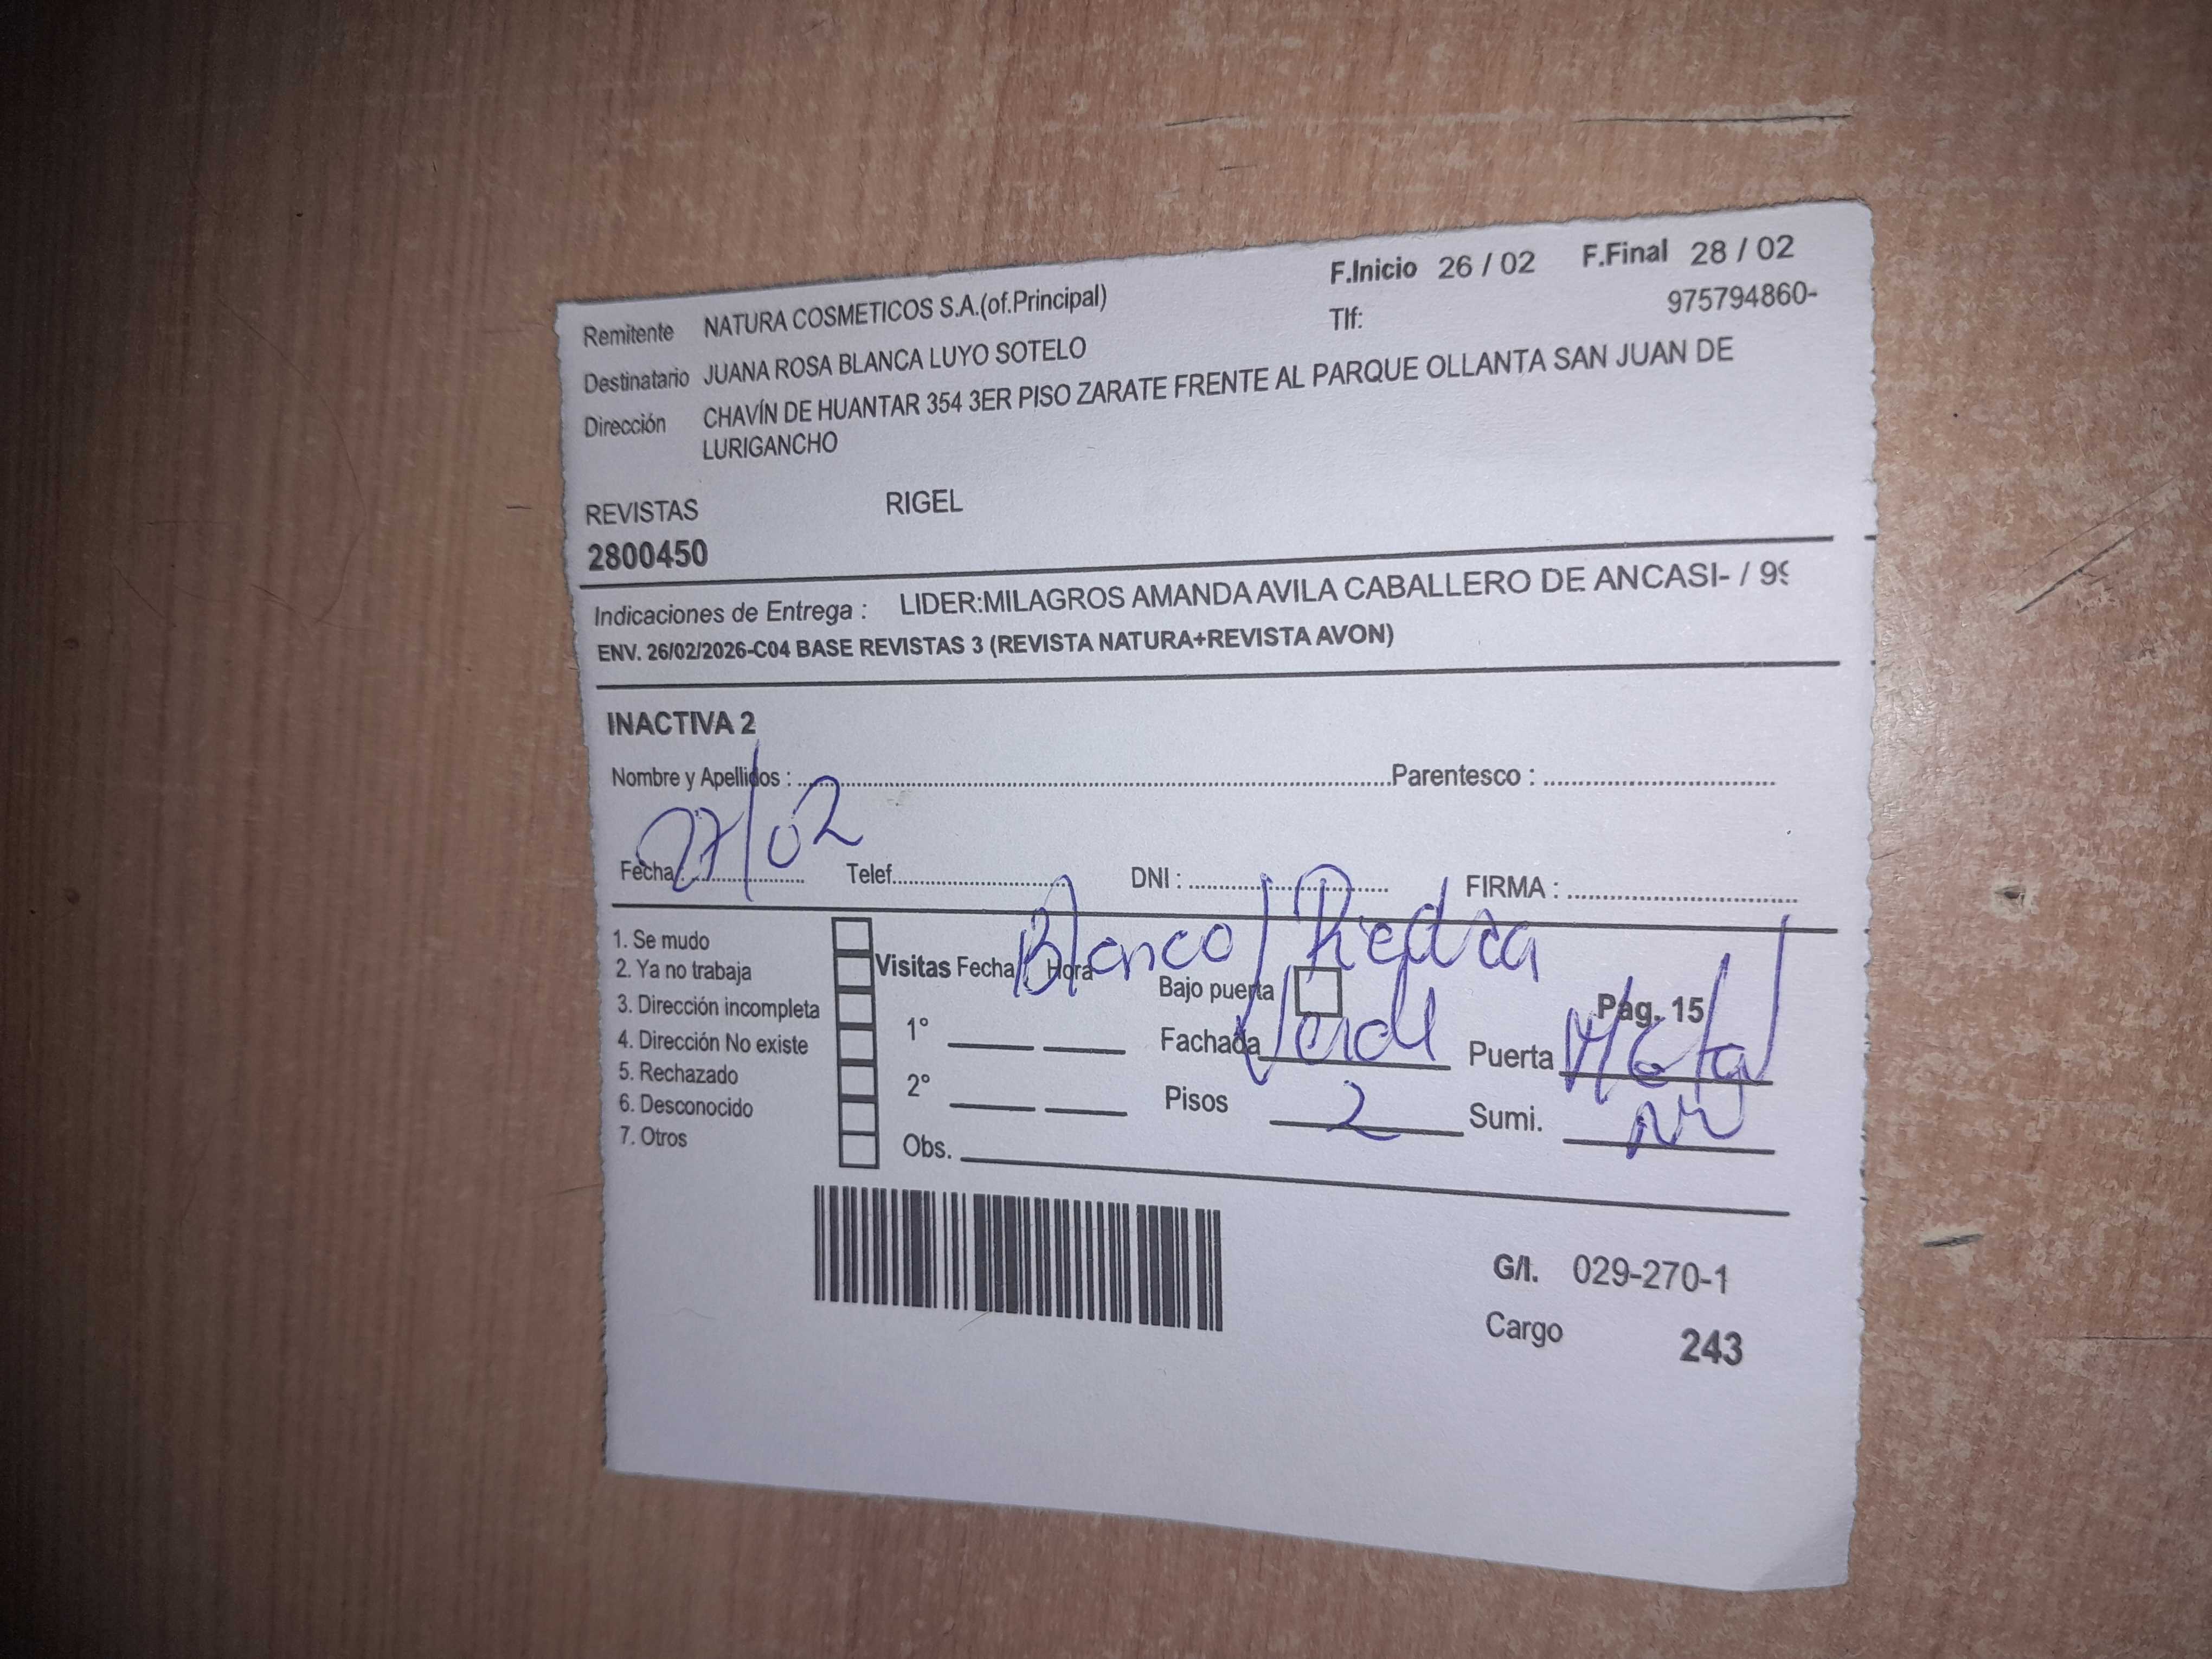 F.Inicio 26 / 02 F.Final 28 / 02
Remitente NATURA COSMETICOS S.A.(of.Principal) Tlf: 975794860-
Destinatario JUANA ROSA BLANCA LUYO SOTELO
Dirección CHAVÍN DE HUANTAR 354 3ER PISO ZARATE FRENTE AL PARQUE OLLANTA SAN JUAN DE
LURIGANCHO
REVISTAS RIGEL
2800450
Indicaciones de Entrega : LIDER:MILAGROS AMANDA AVILA CABALLERO DE ANCASI- / 99
ENV. 26/02/2026-C04 BASE REVISTAS 3 (REVISTA NATURA+REVISTA AVON)
INACTIVA 2
Nombre y Apellidos : Parentesco :
Fecha : 27/02 Telef. DNI : FIRMA :
Blanco / Piedra
1. Se mudo
2. Ya no trabaja
3. Dirección incompleta
4. Dirección No existe
5. Rechazado
6. Desconocido
7. Otros
Visitas Fecha Hora Bajo puerta Pág. 15
1° Fachada Verde Puerta Metal
2° Pisos 2 Sumi.
Obs.
G/I. 029-270-1
Cargo 243